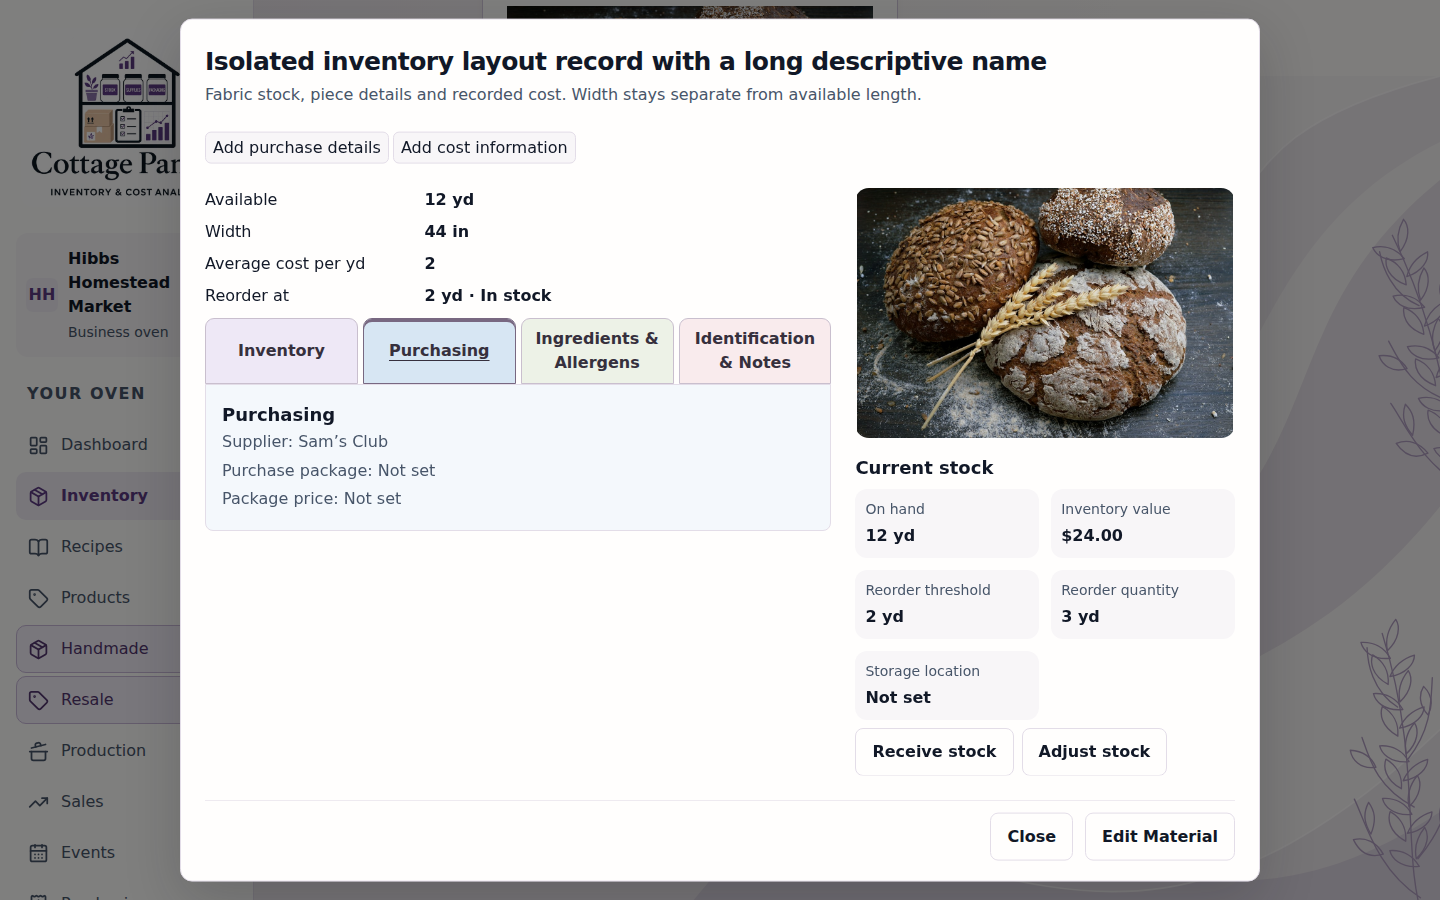 Cottage Pan
INVENTORY & COST ANAL
HH
Hibbs
Homestead
Market
Business oven
YOUR OVEN
Dashboard
Inventory
Recipes
Products
Handmade
Resale
Production
Sales
Events
Isolated inventory layout record with a long descriptive name
Fabric stock, piece details and recorded cost. Width stays separate from available length.
Add purchase details
Add cost information
Available
12 yd
Width
44 in
Average cost per yd
2
Reorder at
2 yd · In stock
Inventory
Purchasing
Ingredients &
Allergens
Identification
& Notes
Purchasing
Supplier: Sam’s Club
Purchase package: Not set
Package price: Not set
Current stock
On hand
12 yd
Inventory value
$24.00
Reorder threshold
2 yd
Reorder quantity
3 yd
Storage location
Not set
Receive stock
Adjust stock
Close
Edit Material